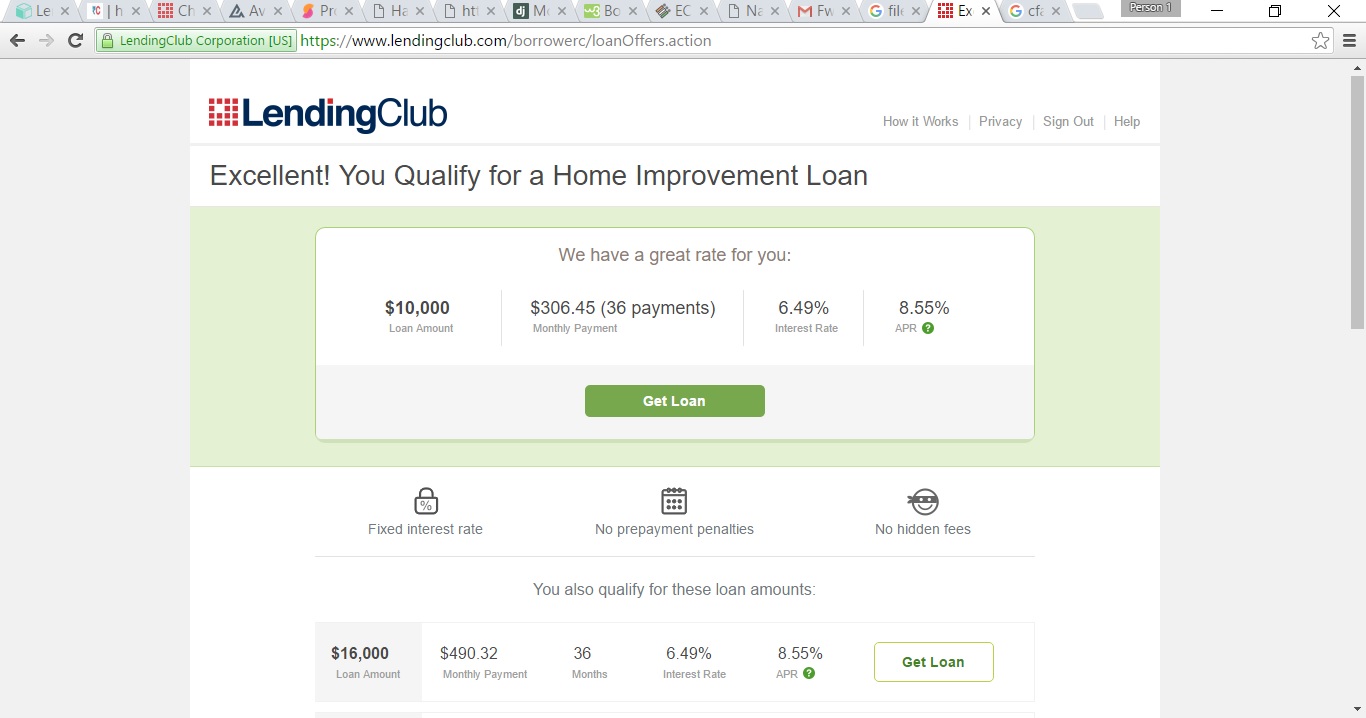 Le
h
Ch
Av
Pr
Ha
htt
dj M
Bo
EC
Na
Fw
file
Ex
cfa
Person 1
LendingClub Corporation [US] https://www.lendingclub.com/borrowerc/loanOffers.action
LendingClub
How it Works Privacy Sign Out Help
Excellent! You Qualify for a Home Improvement Loan
We have a great rate for you:
$10,000 $306.45 (36 payments) 6.49% 8.55%
Loan Amount Monthly Payment Interest Rate APR ?
Get Loan
%
Fixed interest rate No prepayment penalties No hidden fees
You also qualify for these loan amounts:
$16,000 $490.32 36 6.49% 8.55%
Loan Amount Monthly Payment Months Interest Rate APR ?
Get Loan